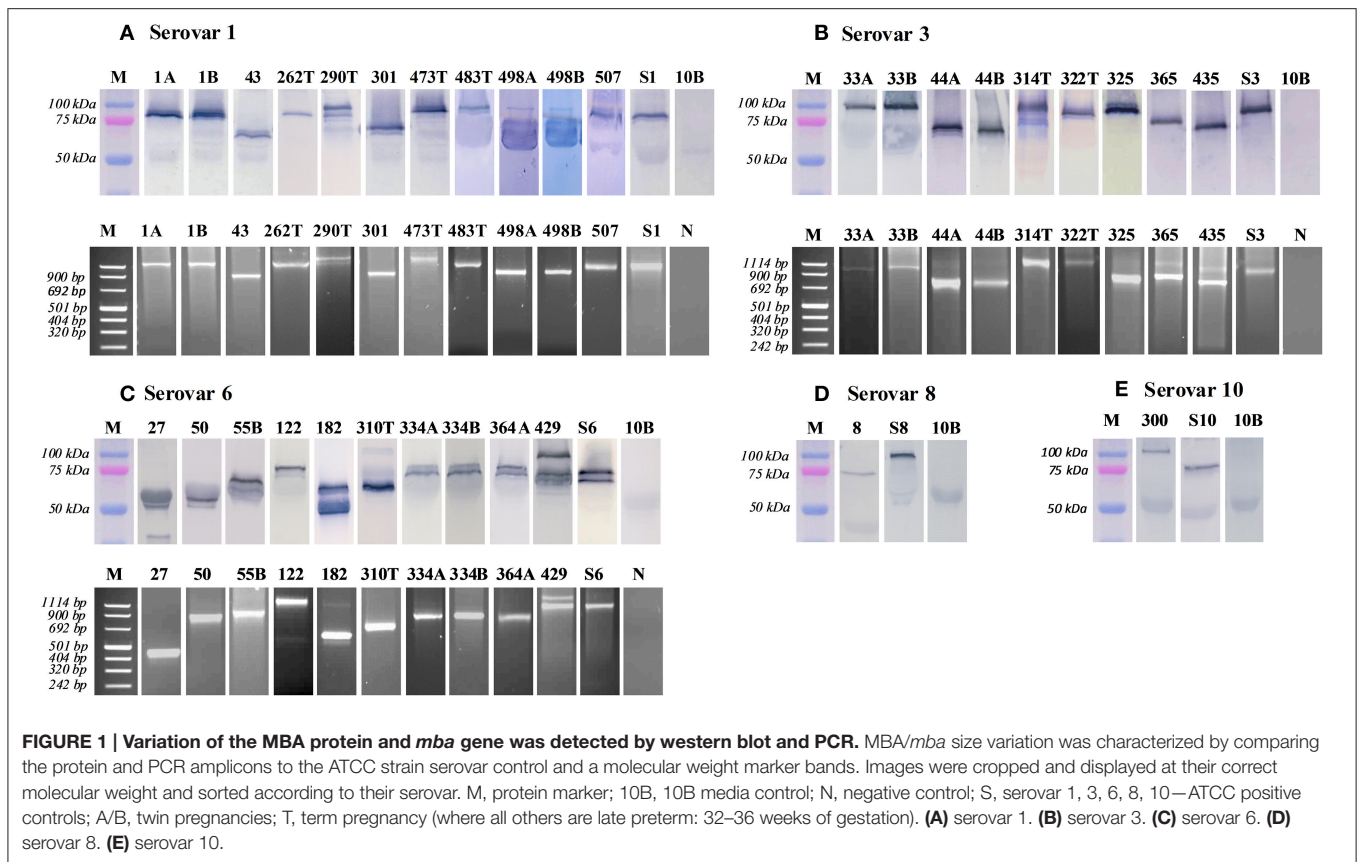 A Serovar 1
M 1A 1B 43 262T 290T 301 473T 483T 498A 498B 507 S1 10B
100 kDa
75 kDa
50 kDa
M 1A 1B 43 262T 290T 301 473T 483T 498A 498B 507 S1 N
900 bp
692 bp
501 bp
404 bp
320 bp
B Serovar 3
M 33A 33B 44A 44B 314T 322T 325 365 435 S3 10B
100 kDa
75 kDa
50 kDa
M 33A 33B 44A 44B 314T 322T 325 365 435 S3 N
1114 bp
900 bp
692 bp
501 bp
404 bp
320 bp
242 bp
C Serovar 6
M 27 50 55B 122 182 310T 334A 334B 364A 429 S6 10B
100 kDa
75 kDa
50 kDa
M 27 50 55B 122 182 310T 334A 334B 364A 429 S6 N
1114 bp
900 bp
692 bp
501 bp
404 bp
320 bp
242 bp
D Serovar 8
M 8 S8 10B
100 kDa
75 kDa
50 kDa
E Serovar 10
M 300 S10 10B
100 kDa
75 kDa
50 kDa
FIGURE 1 | Variation of the MBA protein and mba gene was detected by western blot and PCR. MBA/mba size variation was characterized by comparing
the protein and PCR amplicons to the ATCC strain serovar control and a molecular weight marker bands. Images were cropped and displayed at their correct
molecular weight and sorted according to their serovar. M, protein marker; 10B, 10B media control; N, negative control; S, serovar 1, 3, 6, 8, 10—ATCC positive
controls; A/B, twin pregnancies; T, term pregnancy (where all others are late preterm: 32–36 weeks of gestation). (A) serovar 1. (B) serovar 3. (C) serovar 6. (D)
serovar 8. (E) serovar 10.